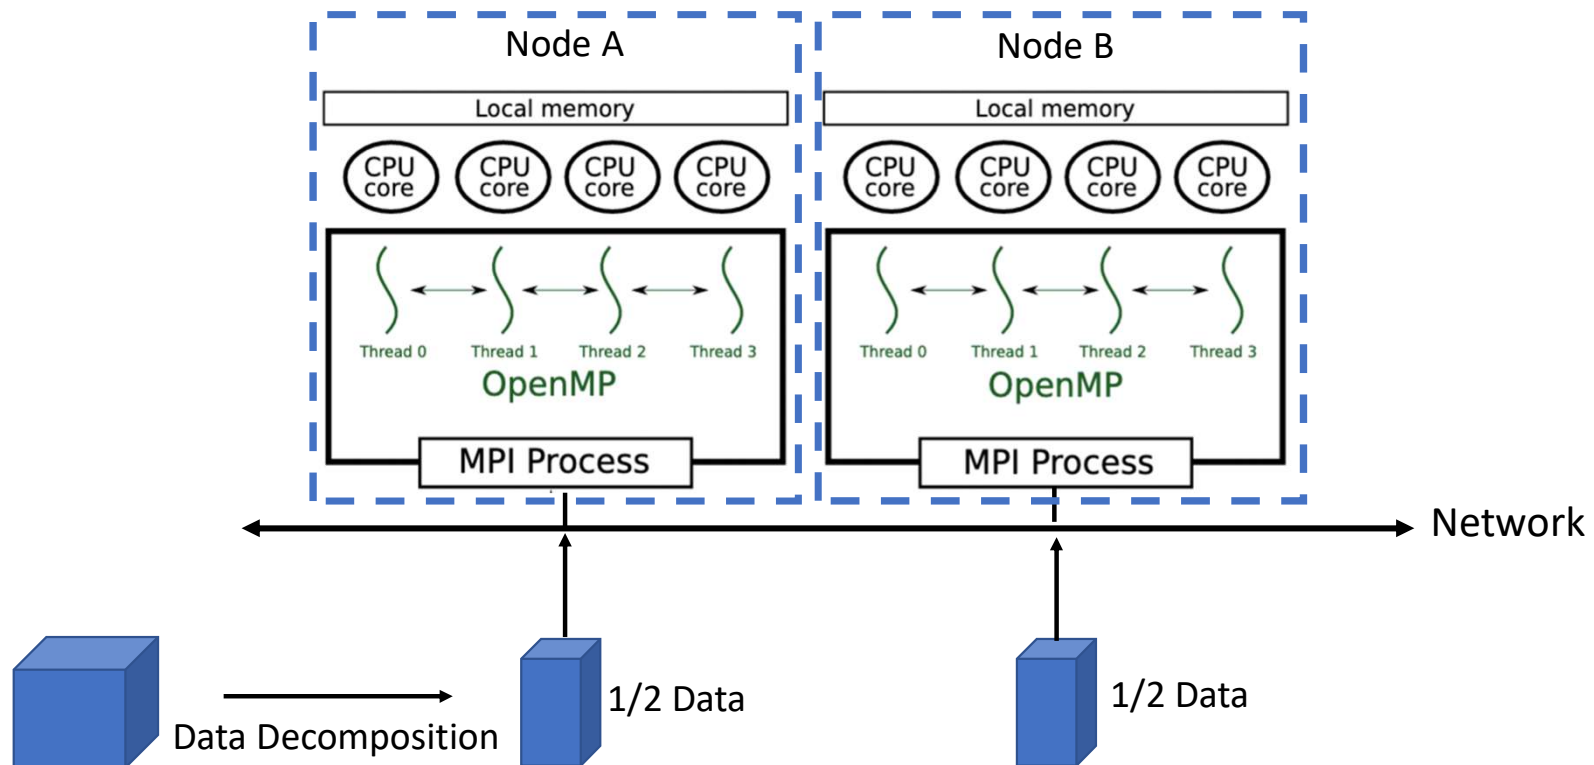 Node A
Local memory
CPU
core
CPU
core
CPU
core
CPU
core
Thread 0
Thread 1
Thread 2
Thread 3
OpenMP
MPI Process
Node B
Local memory
CPU
core
CPU
core
CPU
core
CPU
core
Thread 0
Thread 1
Thread 2
Thread 3
OpenMP
MPI Process
Network
Data Decomposition
1/2 Data
1/2 Data